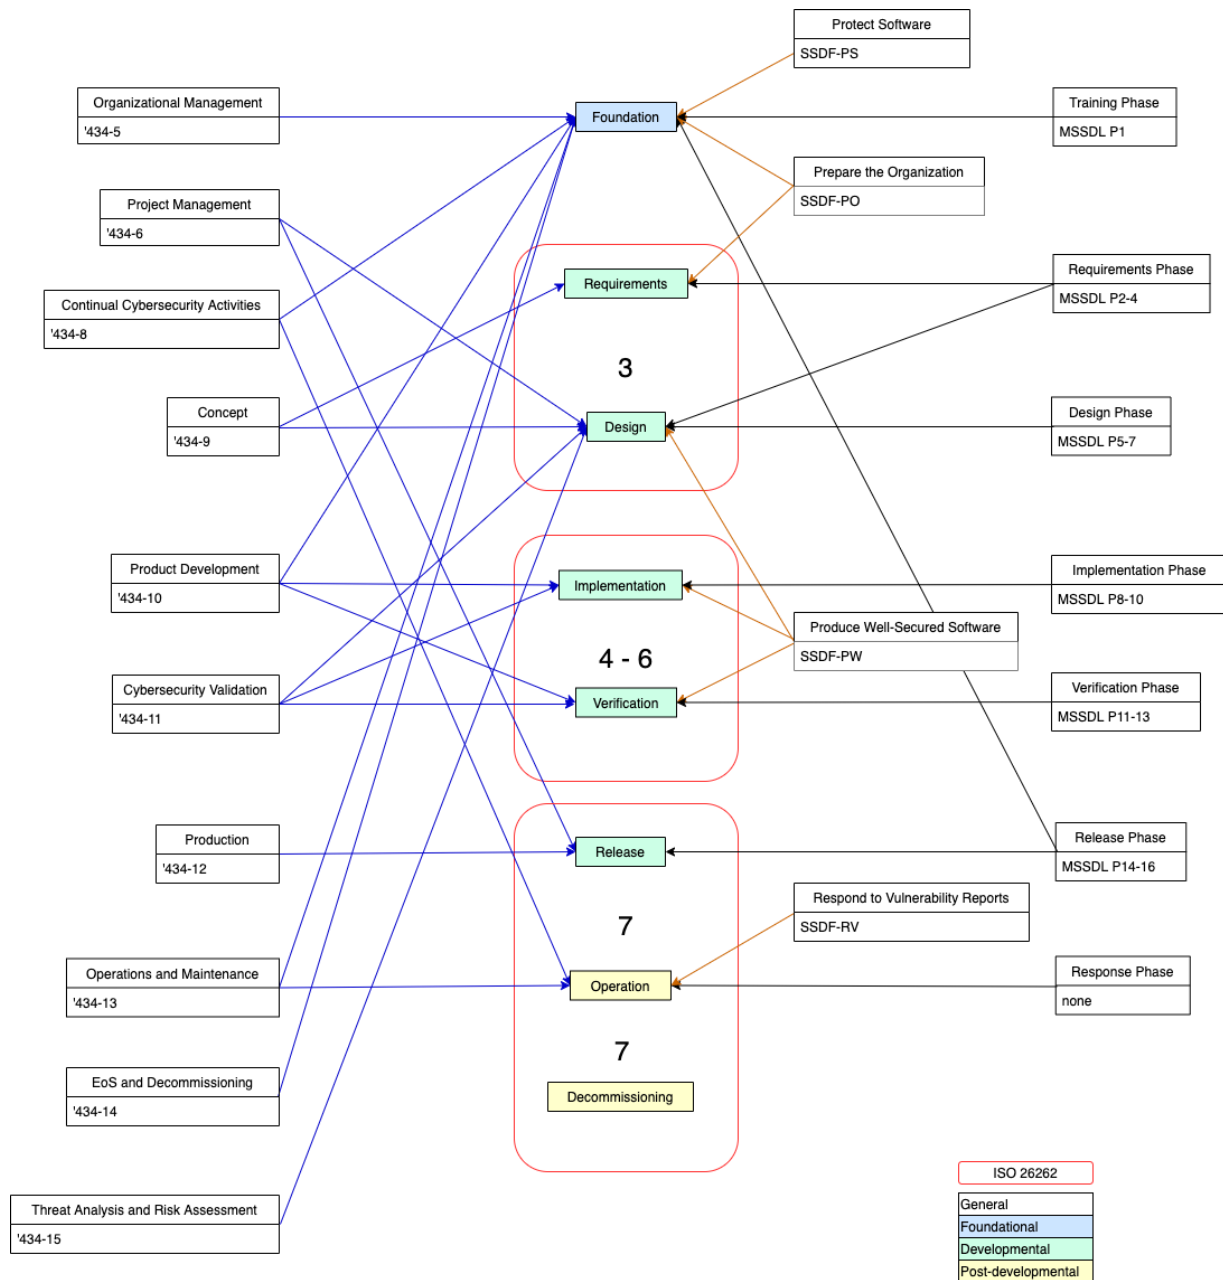 Protect Software
SSDF-PS
Organizational Management
'434-5
Foundation
Training Phase
MSSDL P1
Prepare the Organization
SSDF-PO
Project Management
'434-6
Requirements
Requirements Phase
MSSDL P2-4
Continual Cybersecurity Activities
'434-8
3
Concept
'434-9
Design
Design Phase
MSSDL P5-7
Product Development
'434-10
Implementation
Implementation Phase
MSSDL P8-10
Produce Well-Secured Software
SSDF-PW
4 - 6
Cybersecurity Validation
'434-11
Verification
Verification Phase
MSSDL P11-13
Production
'434-12
Release
Release Phase
MSSDL P14-16
Respond to Vulnerability Reports
SSDF-RV
7
Operations and Maintenance
'434-13
Operation
Response Phase
none
7
EoS and Decommissioning
'434-14
Decommissioning
Threat Analysis and Risk Assessment
'434-15
ISO 26262
General
Foundational
Developmental
Post-developmental